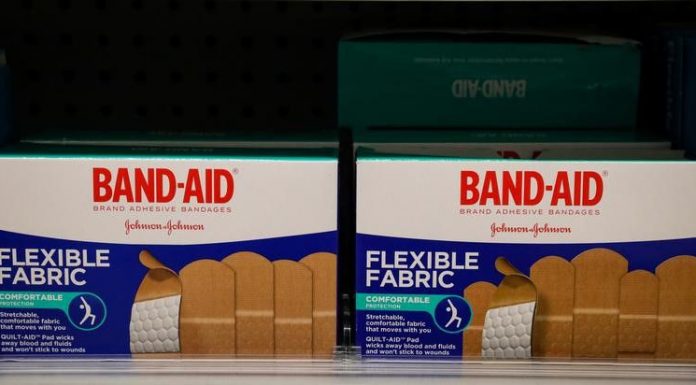 BAND-AID
BAND-AID®
BRAND ADHESIVE BANDAGES
Johnson & Johnson
FLEXIBLE
FABRIC
COMFORTABLE
PROTECTION
Stretchable,
comfortable fabric
that moves with you
QUILT-AID™ Pad
wicks away blood and fluids
and won't stick to wounds
BAND-AID®
BRAND ADHESIVE BANDAGES
Johnson & Johnson
FLEXIBLE
FABRIC
COMFORTABLE
PROTECTION
Stretchable,
comfortable fabric
that moves with you
QUILT-AID™ Pad
wicks away blood and fluids
and won't stick to wounds